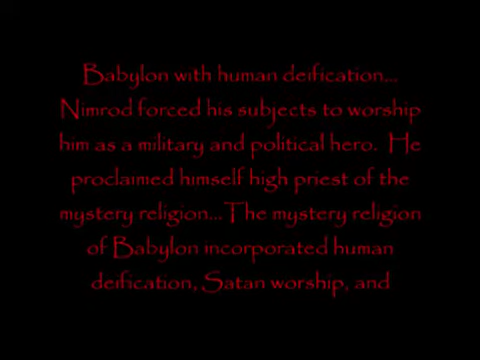 Babylon with human deification...
Nimrod forced his subjects to worship
him as a military and political hero.  He
proclaimed himself high priest of the
mystery religion...The mystery religion
of Babylon incorporated human
deification, Satan worship, and